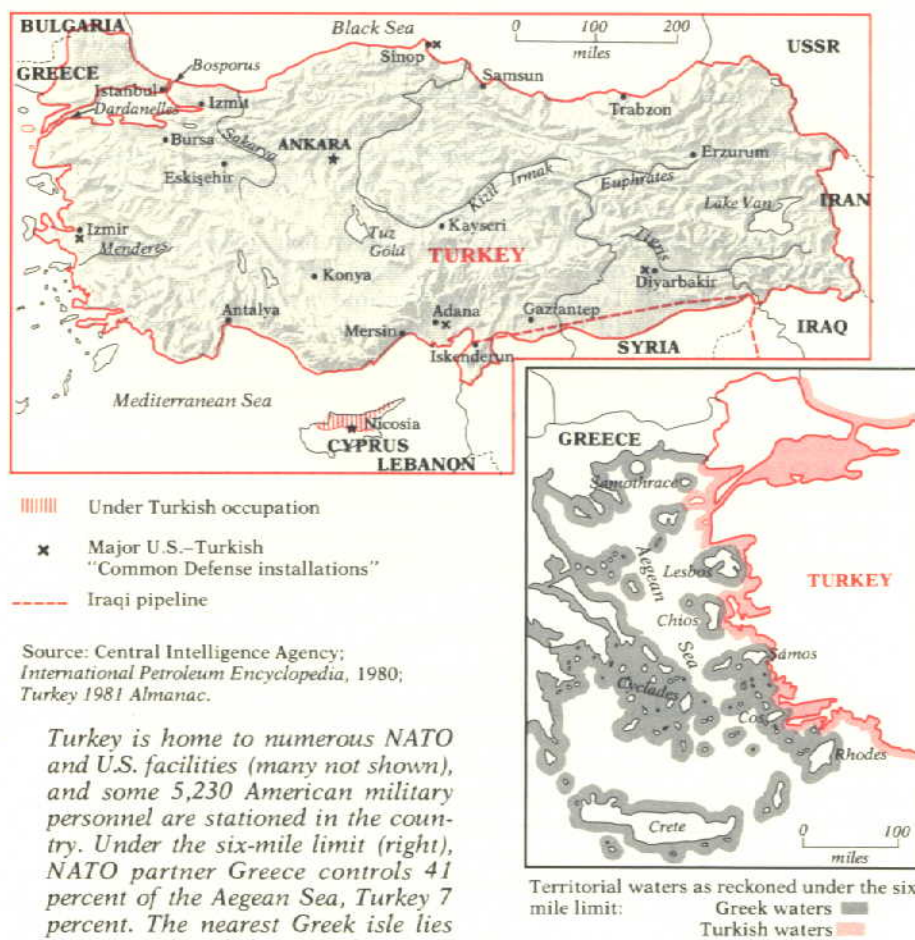 BULGARIA
Black Sea
0 100 200
miles
USSR
GREECE
Bosporus
Sinop
Istanbul
Samsun
Dardanelles
Izmit
Trabzon
Bursa
Sakarya
ANKARA
Erzurum
Eskişehir
Kizil Irmak
Euphrates
IRAN
Lake Van
Izmir
Tuz
Gölü
Kayseri
Menderes
TURKEY
Tigris
Konya
Diyarbakir
Antalya
Adana
Gaziantep
Mersin
IRAQ
Iskenderun
SYRIA
Mediterranean Sea
Nicosia
CYPRUS
LEBANON
Under Turkish occupation
Major U.S.–Turkish
"Common Defense installations"
Iraqi pipeline
Source: Central Intelligence Agency;
International Petroleum Encyclopedia, 1980;
Turkey 1981 Almanac.
Turkey is home to numerous NATO
and U.S. facilities (many not shown),
and some 5,230 American military
personnel are stationed in the coun-
try. Under the six-mile limit (right),
NATO partner Greece controls 41
percent of the Aegean Sea, Turkey 7
percent. The nearest Greek isle lies
GREECE
Samothrace
Aegean Sea
Lesbos
TURKEY
Chios
Sámos
Cyclades
Cos
Rhodes
Crete
0 100
miles
Territorial waters as reckoned under the six
mile limit:
Greek waters
Turkish waters